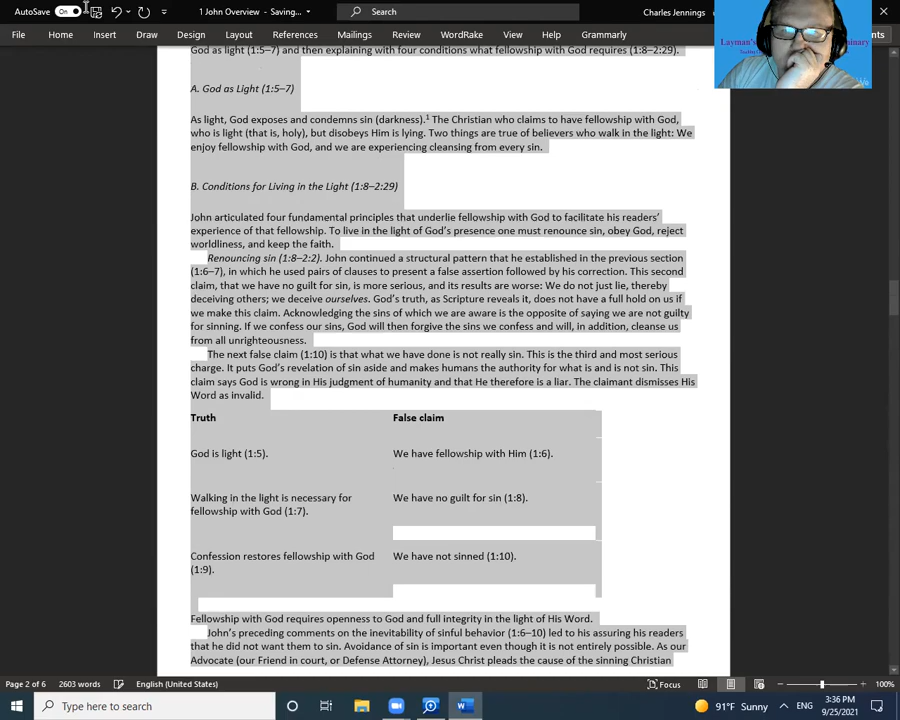 AutoSave On 1 John Overview - Saving... Search Charles Jennings
File Home Insert Draw Design Layout References Mailings Review WordRake View Help Grammarly
Layman's
God as light (1:5–7) and then explaining with four conditions what fellowship with God requires (1:8–2:29).
A. God as Light (1:5–7)
As light, God exposes and condemns sin (darkness).1 The Christian who claims to have fellowship with God,
who is light (that is, holy), but disobeys Him is lying. Two things are true of believers who walk in the light: We
enjoy fellowship with God, and we are experiencing cleansing from every sin.
B. Conditions for Living in the Light (1:8–2:29)
John articulated four fundamental principles that underlie fellowship with God to facilitate his readers'
experience of that fellowship. To live in the light of God's presence one must renounce sin, obey God, reject
worldliness, and keep the faith.
Renouncing sin (1:8–2:2). John continued a structural pattern that he established in the previous section
(1:6–7), in which he used pairs of clauses to present a false assertion followed by his correction. This second
claim, that we have no guilt for sin, is more serious, and its results are worse: We do not just lie, thereby
deceiving others; we deceive ourselves. God's truth, as Scripture reveals it, does not have a full hold on us if
we make this claim. Acknowledging the sins of which we are aware is the opposite of saying we are not guilty
for sinning. If we confess our sins, God will then forgive the sins we confess and will, in addition, cleanse us
from all unrighteousness.
The next false claim (1:10) is that what we have done is not really sin. This is the third and most serious
charge. It puts God's revelation of sin aside and makes humans the authority for what is and is not sin. This
claim says God is wrong in His judgment of humanity and that He therefore is a liar. The claimant dismisses His
Word as invalid.
Truth False claim
God is light (1:5). We have fellowship with Him (1:6).
Walking in the light is necessary for We have no guilt for sin (1:8).
fellowship with God (1:7).
Confession restores fellowship with God We have not sinned (1:10).
(1:9).
Fellowship with God requires openness to God and full integrity in the light of His Word.
John's preceding comments on the inevitability of sinful behavior (1:6–10) led to his assuring his readers
that he did not want them to sin. Avoidance of sin is important even though it is not entirely possible. As our
Advocate (our Friend in court, or Defense Attorney), Jesus Christ pleads the cause of the sinning Christian
Page 2 of 6 2603 words English (United States) Focus 100%
Type here to search 91°F Sunny ENG 3:36 PM
9/25/2021